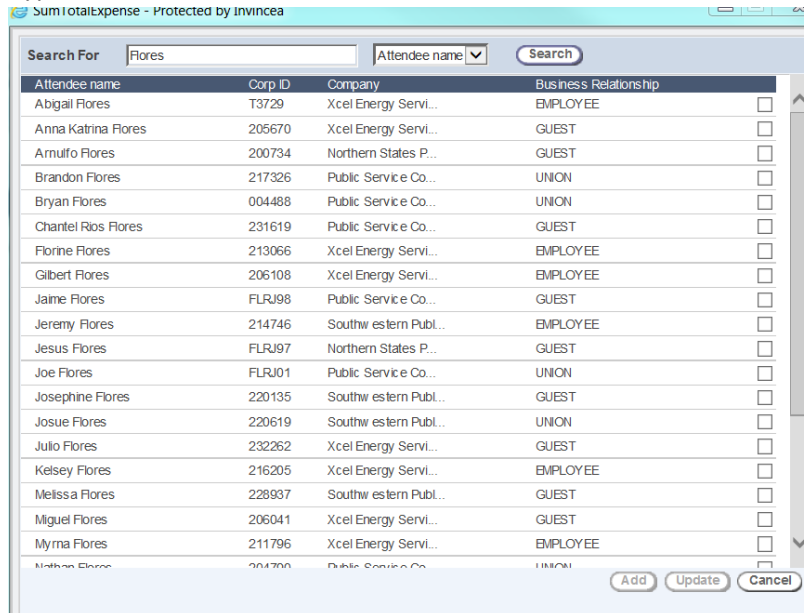 SumTotalExpense - Protected by Invincea
Search For Flores Attendee name Search
Attendee name Corp ID Company Business Relationship
Abigail Flores T3729 Xcel Energy Servi... EMPLOYEE
Anna Katrina Flores 205670 Xcel Energy Servi... GUEST
Arnulfo Flores 200734 Northern States P... GUEST
Brandon Flores 217326 Public Service Co... UNION
Bryan Flores 004488 Public Service Co... UNION
Chantel Rios Flores 231619 Public Service Co... GUEST
Florine Flores 213066 Xcel Energy Servi... EMPLOYEE
Gilbert Flores 206108 Xcel Energy Servi... EMPLOYEE
Jaime Flores FLRJ98 Public Service Co... GUEST
Jeremy Flores 214746 Southwestern Publ... EMPLOYEE
Jesus Flores FLRJ97 Northern States P... GUEST
Joe Flores FLRJ01 Public Service Co... UNION
Josephine Flores 220135 Southwestern Publ... GUEST
Josue Flores 220619 Southwestern Publ... UNION
Julio Flores 232262 Xcel Energy Servi... GUEST
Kelsey Flores 216205 Xcel Energy Servi... EMPLOYEE
Melissa Flores 228937 Southwestern Publ... GUEST
Miguel Flores 206041 Xcel Energy Servi... GUEST
Myrna Flores 211796 Xcel Energy Servi... EMPLOYEE
Nathan Flores 204790 Public Service Co... UNION
Add Update Cancel